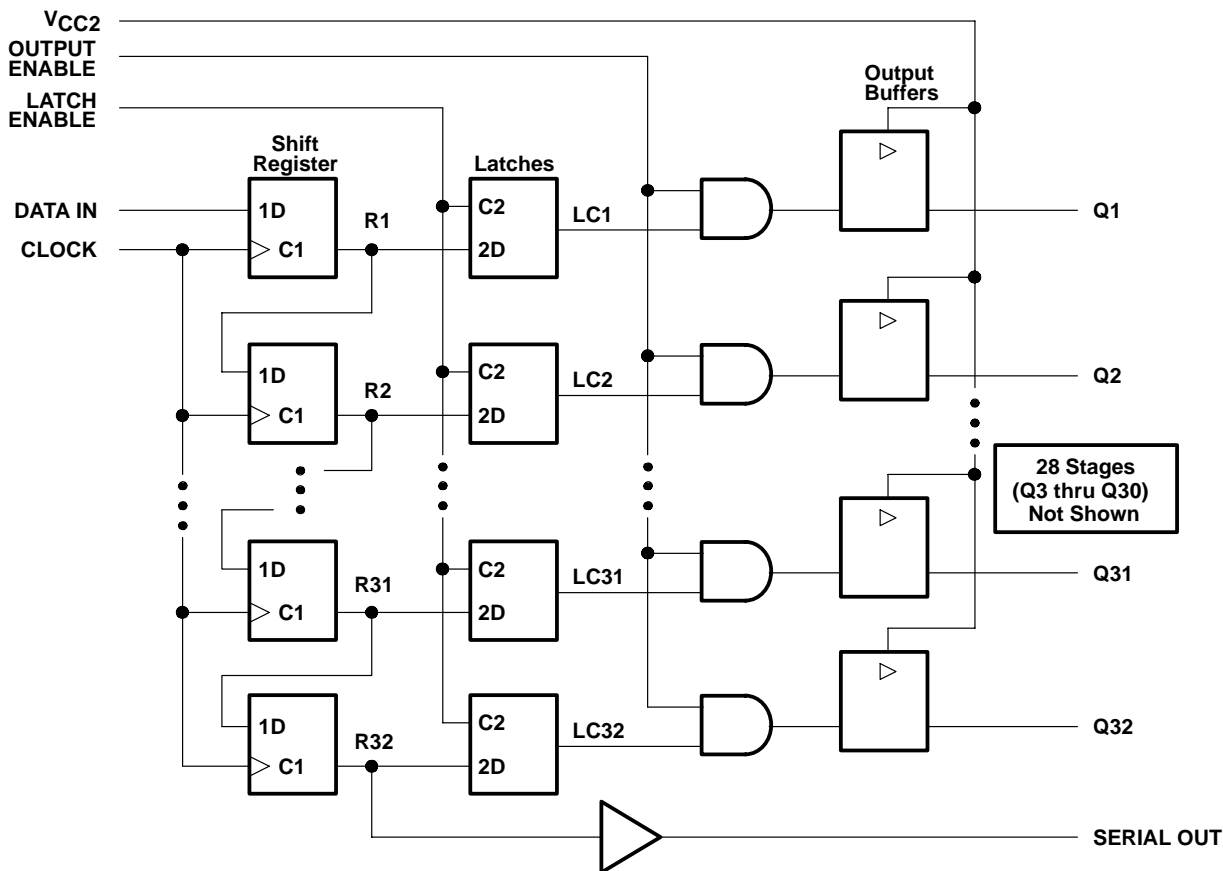 VCC2
OUTPUT
ENABLE
LATCH
ENABLE
DATA IN
CLOCK
Shift
Register
Latches
Output
Buffers
1D
C1
R1
C2
2D
LC1
Q1
1D
C1
R2
C2
2D
LC2
Q2
28 Stages
(Q3 thru Q30)
Not Shown
1D
C1
R31
C2
2D
LC31
Q31
1D
C1
R32
C2
2D
LC32
Q32
SERIAL OUT